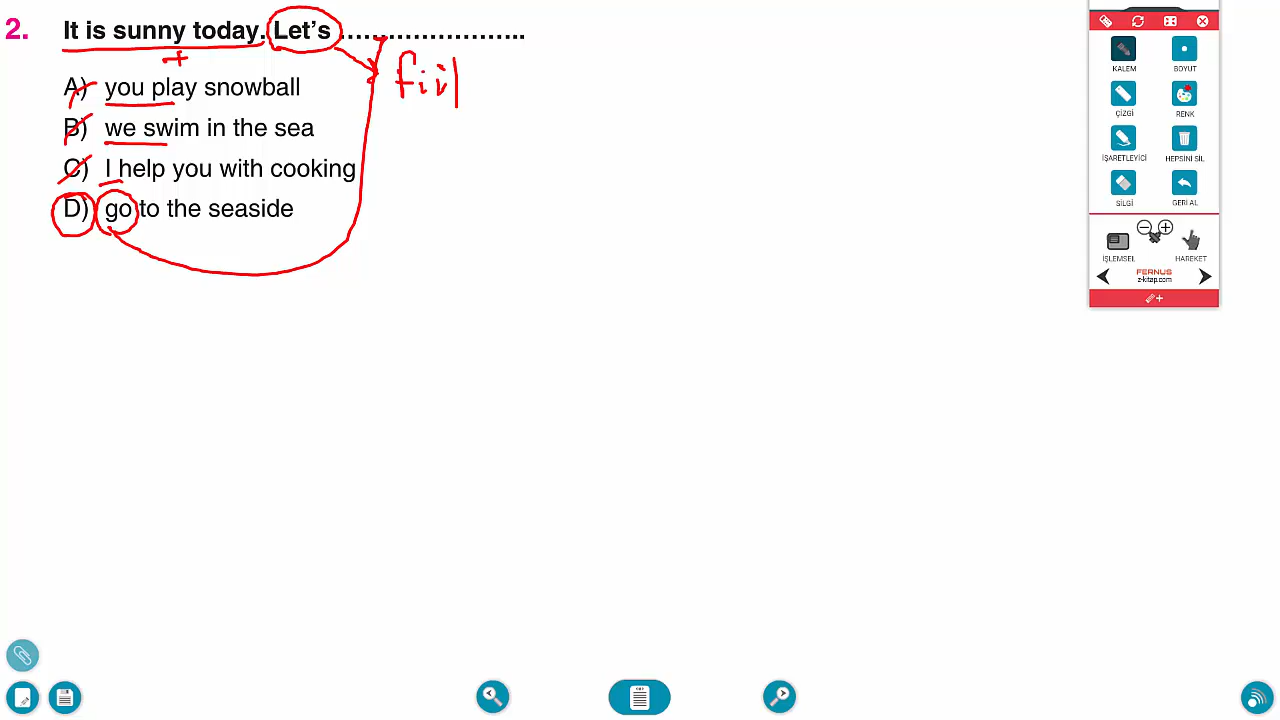 2. It is sunny today. Let's ..........................
+
fiil
A) you play snowball
B) we swim in the sea
C) I help you with cooking
D) go to the seaside
KALEM BOYUT
ÇİZGİ RENK
İŞARETLEYİCİ HEPSİNİ SİL
SİLGİ GERİ AL
İŞLEMSEL HAREKET
FERNUS
z-kitap.com